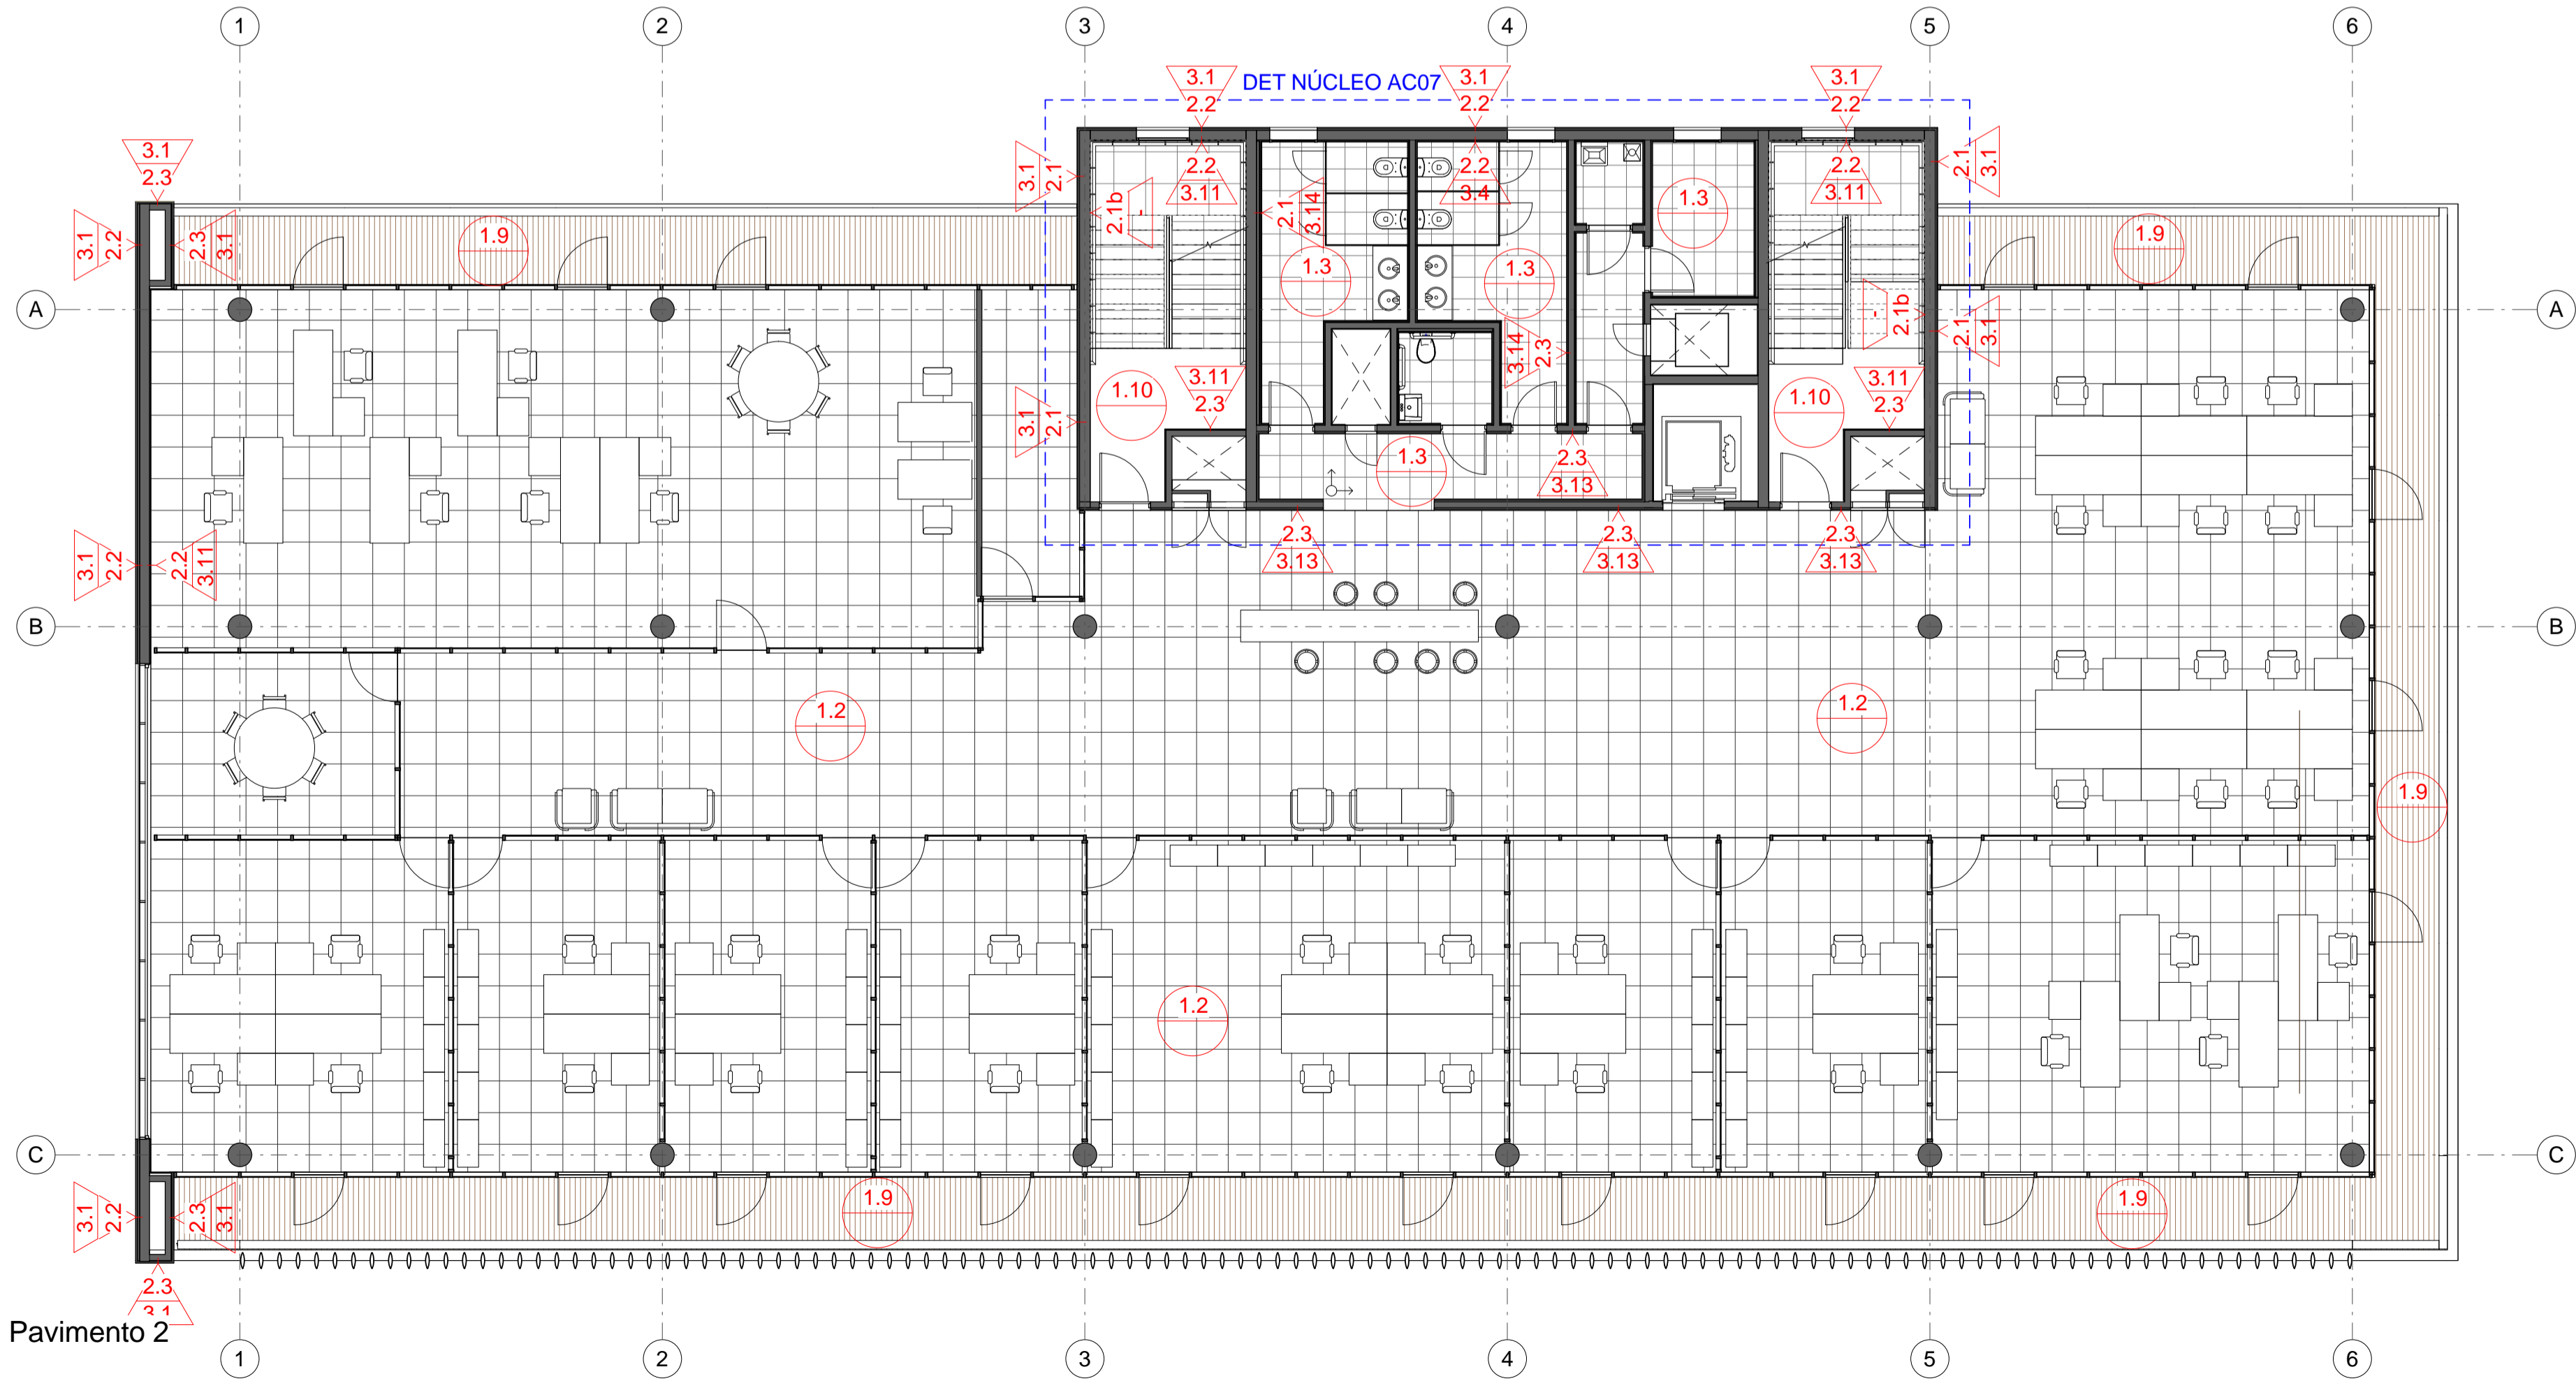 1 2 3 4 5 6
3.1 DET NÚCLEO AC07 3.1 3.1
2.2 2.2 2.2
3.1
2.3
3.1 2.1
2.2 2.2 2.2
3.11 3.4 3.11
2.1 3.1
2.1b -
2.1 3.14
1.3
3.1 2.2
2.3 3.1
1.9
1.9
1.3
1.3
- 2.1b
2.1 3.1
A A
3.14 2.3
3.11
2.3
3.11
2.3
1.10
1.10
3.1 2.1
1.3
2.3
3.13
3.1 2.2
2.2 3.11
2.3 2.3 2.3
3.13 3.13 3.13
B B
1.2
1.2
1.9
1.2
C C
3.1 2.2
2.3 3.1
1.9
1.9
2.3
3.1
Pavimento 2
1 2 3 4 5 6